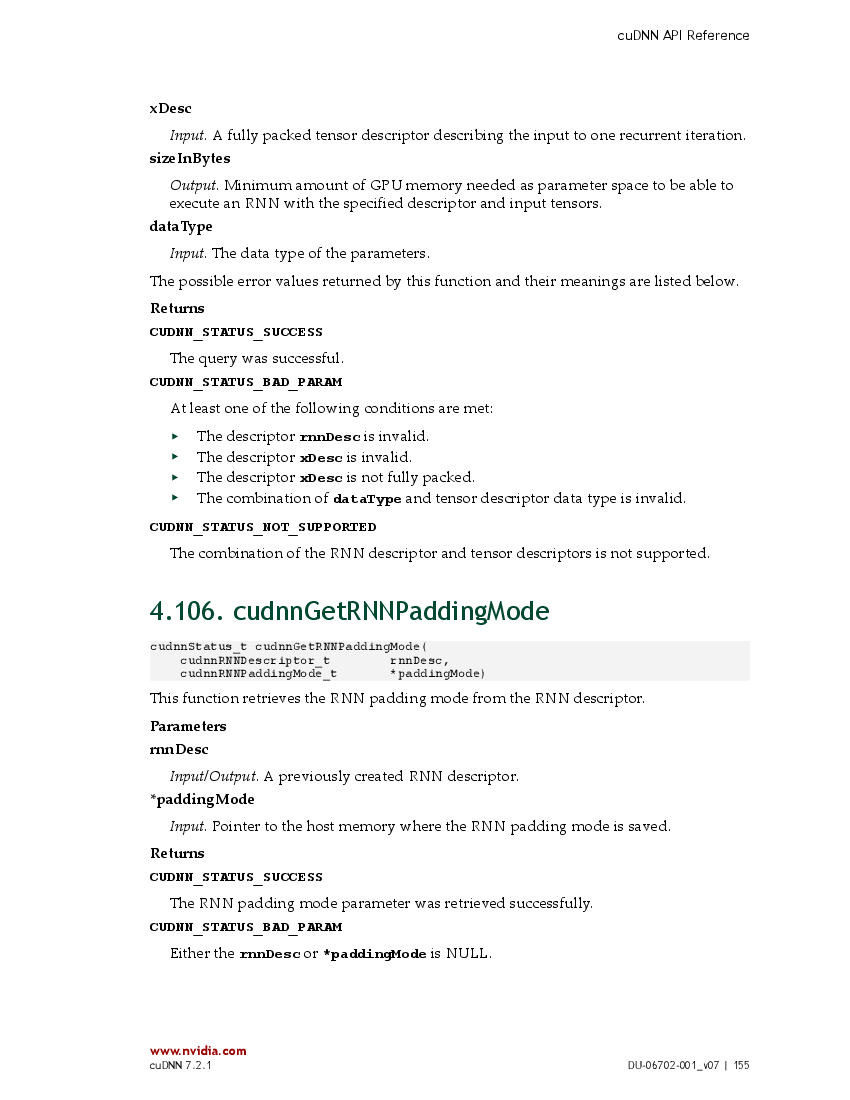 cuDNN API Reference
xDesc
Input. A fully packed tensor descriptor describing the input to one recurrent iteration.
sizeInBytes
Output. Minimum amount of GPU memory needed as parameter space to be able to
execute an RNN with the specified descriptor and input tensors.
dataType
Input. The data type of the parameters.
The possible error values returned by this function and their meanings are listed below.
Returns
CUDNN_STATUS_SUCCESS
The query was successful.
CUDNN_STATUS_BAD_PARAM
At least one of the following conditions are met:
▸ The descriptor rnnDesc is invalid.
▸ The descriptor xDesc is invalid.
▸ The descriptor xDesc is not fully packed.
▸ The combination of dataType and tensor descriptor data type is invalid.
CUDNN_STATUS_NOT_SUPPORTED
The combination of the RNN descriptor and tensor descriptors is not supported.
4.106. cudnnGetRNNPaddingMode
cudnnStatus_t cudnnGetRNNPaddingMode(
cudnnRNNDescriptor_t rnnDesc,
cudnnRNNPaddingMode_t *paddingMode)
This function retrieves the RNN padding mode from the RNN descriptor.
Parameters
rnnDesc
Input/Output. A previously created RNN descriptor.
*paddingMode
Input. Pointer to the host memory where the RNN padding mode is saved.
Returns
CUDNN_STATUS_SUCCESS
The RNN padding mode parameter was retrieved successfully.
CUDNN_STATUS_BAD_PARAM
Either the rnnDesc or *paddingMode is NULL.
www.nvidia.com
cuDNN 7.2.1 DU-06702-001_v07 | 155